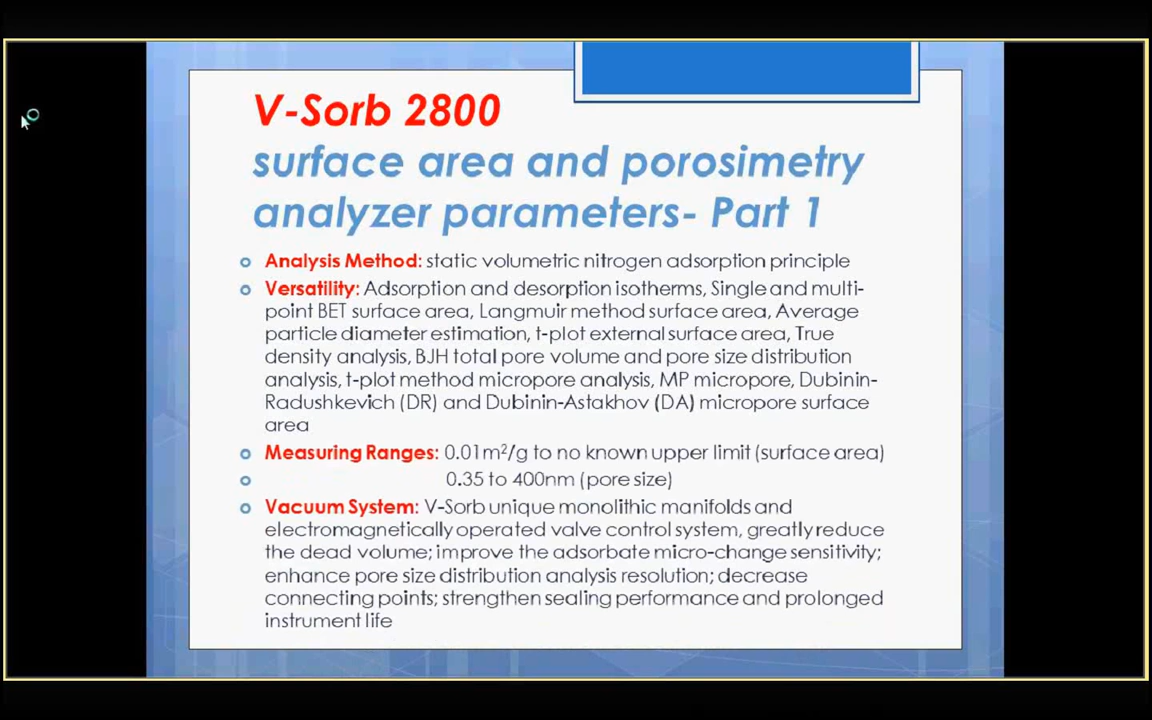 V-Sorb 2800
surface area and porosimetry
analyzer parameters- Part 1
Analysis Method: static volumetric nitrogen adsorption principle
Versatility: Adsorption and desorption isotherms, Single and multi-
point BET surface area, Langmuir method surface area, Average
particle diameter estimation, t-plot external surface area, True
density analysis, BJH total pore volume and pore size distribution
analysis, t-plot method micropore analysis, MP micropore, Dubinin-
Radushkevich (DR) and Dubinin-Astakhov (DA) micropore surface
area
Measuring Ranges: 0.01m²/g to no known upper limit (surface area)
0.35 to 400nm (pore size)
Vacuum System: V-Sorb unique monolithic manifolds and
electromagnetically operated valve control system, greatly reduce
the dead volume; improve the adsorbate micro-change sensitivity;
enhance pore size distribution analysis resolution; decrease
connecting points; strengthen sealing performance and prolonged
instrument life